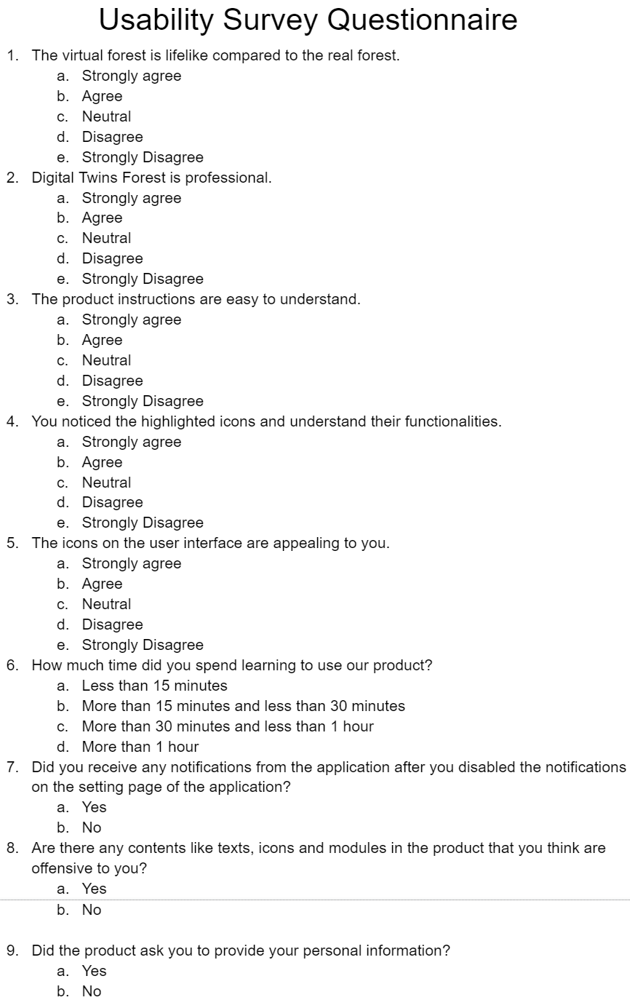 Usability Survey Questionnaire
1. The virtual forest is lifelike compared to the real forest.
a. Strongly agree
b. Agree
c. Neutral
d. Disagree
e. Strongly Disagree
2. Digital Twins Forest is professional.
a. Strongly agree
b. Agree
c. Neutral
d. Disagree
e. Strongly Disagree
3. The product instructions are easy to understand.
a. Strongly agree
b. Agree
c. Neutral
d. Disagree
e. Strongly Disagree
4. You noticed the highlighted icons and understand their functionalities.
a. Strongly agree
b. Agree
c. Neutral
d. Disagree
e. Strongly Disagree
5. The icons on the user interface are appealing to you.
a. Strongly agree
b. Agree
c. Neutral
d. Disagree
e. Strongly Disagree
6. How much time did you spend learning to use our product?
a. Less than 15 minutes
b. More than 15 minutes and less than 30 minutes
c. More than 30 minutes and less than 1 hour
d. More than 1 hour
7. Did you receive any notifications from the application after you disabled the notifications
on the setting page of the application?
a. Yes
b. No
8. Are there any contents like texts, icons and modules in the product that you think are
offensive to you?
a. Yes
b. No
9. Did the product ask you to provide your personal information?
a. Yes
b. No